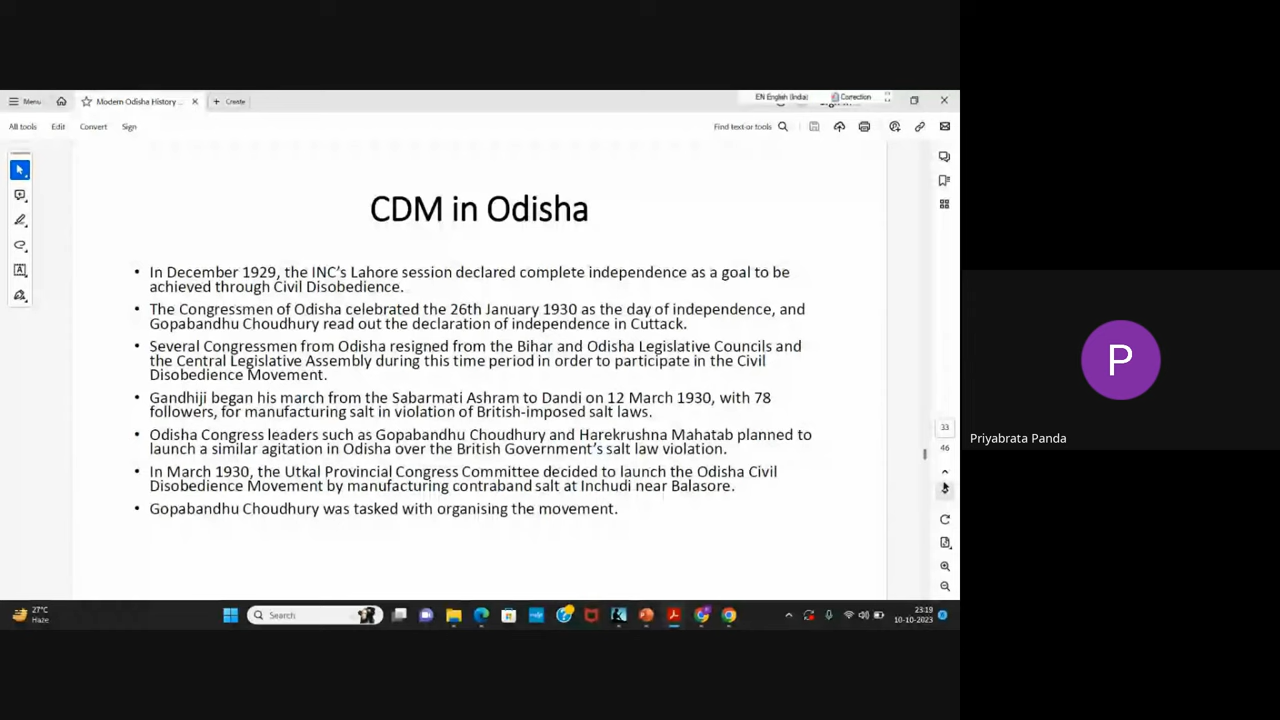 Menu
Modern Odisha History ...
Create
EN English (India)
Correction
All tools
Edit
Convert
Sign
Find text or tools
CDM in Odisha
• In December 1929, the INC's Lahore session declared complete independence as a goal to be
achieved through Civil Disobedience.
• The Congressmen of Odisha celebrated the 26th January 1930 as the day of independence, and
Gopabandhu Choudhury read out the declaration of independence in Cuttack.
• Several Congressmen from Odisha resigned from the Bihar and Odisha Legislative Councils and
the Central Legislative Assembly during this time period in order to participate in the Civil
Disobedience Movement.
• Gandhiji began his march from the Sabarmati Ashram to Dandi on 12 March 1930, with 78
followers, for manufacturing salt in violation of British-imposed salt laws.
• Odisha Congress leaders such as Gopabandhu Choudhury and Harekrushna Mahatab planned to
launch a similar agitation in Odisha over the British Government's salt law violation.
• In March 1930, the Utkal Provincial Congress Committee decided to launch the Odisha Civil
Disobedience Movement by manufacturing contraband salt at Inchudi near Balasore.
• Gopabandhu Choudhury was tasked with organising the movement.
33
46
P
Priyabrata Panda
27°C
Haze
Search
23:19
10-10-2023